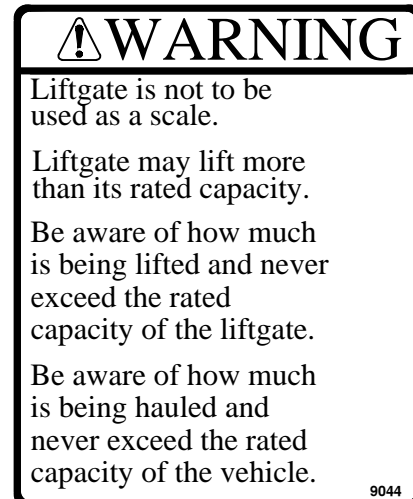 WARNING
Liftgate is not to be
used as a scale.
Liftgate may lift more
than its rated capacity.
Be aware of how much
is being lifted and never
exceed the rated
capacity of the liftgate.
Be aware of how much
is being hauled and
never exceed the rated
capacity of the vehicle.
9044